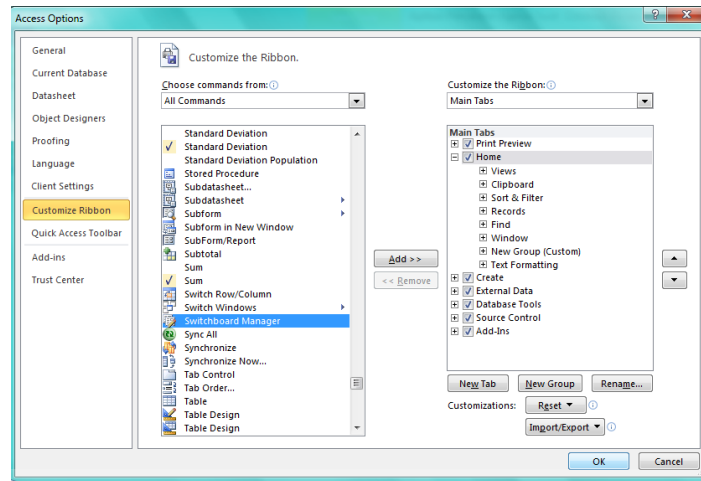 Access Options
General
Current Database
Datasheet
Object Designers
Proofing
Language
Client Settings
Customize Ribbon
Quick Access Toolbar
Add-ins
Trust Center
Customize the Ribbon.
Choose commands from:
All Commands
Standard Deviation
Standard Deviation
Standard Deviation Population
Stored Procedure
Subdatasheet...
Subdatasheet
Subform
Subform in New Window
SubForm/Report
Subtotal
Sum
Sum
Switch Row/Column
Switch Windows
Switchboard Manager
Sync All
Synchronize
Synchronize Now...
Tab Control
Tab Order...
Table
Table Design
Table Design
Add >>
<< Remove
Customize the Ribbon:
Main Tabs
Main Tabs
Print Preview
Home
Views
Clipboard
Sort & Filter
Records
Find
Window
New Group (Custom)
Text Formatting
Create
External Data
Database Tools
Source Control
Add-Ins
New Tab New Group Rename...
Customizations: Reset
Import/Export
OK Cancel